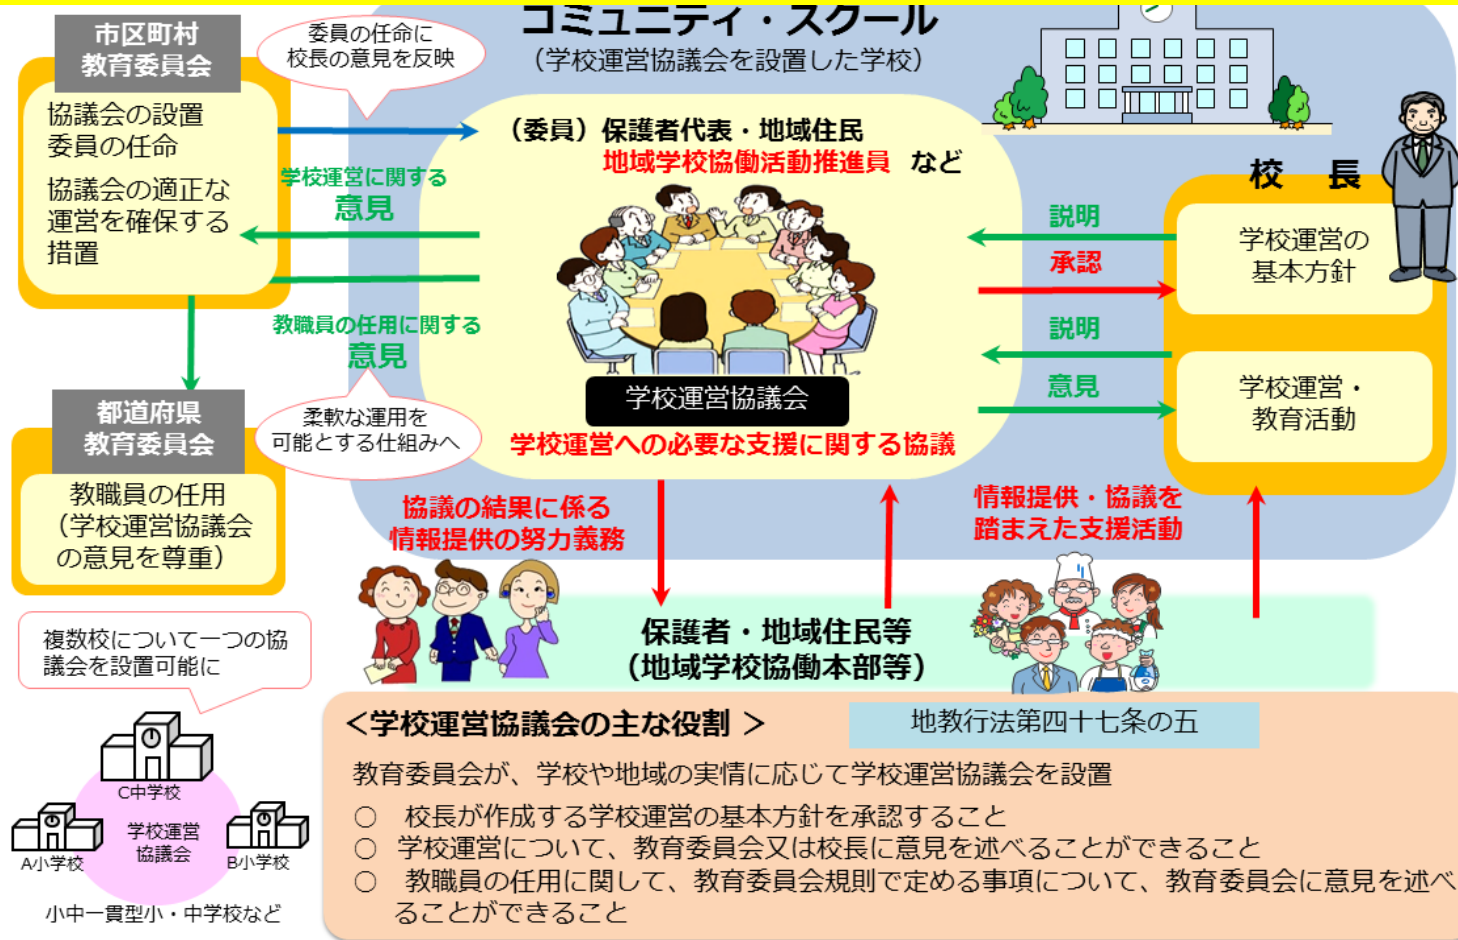 コミュニティ・スクール
（学校運営協議会を設置した学校）
市区町村
教育委員会
協議会の設置
委員の任命
協議会の適正な
運営を確保する
措置
委員の任命に
校長の意見を反映
学校運営に関する
意見
教職員の任用に関する
意見
柔軟な運用を
可能とする仕組みへ
都道府県
教育委員会
教職員の任用
（学校運営協議会
の意見を尊重）
（委員）保護者代表・地域住民
地域学校協働活動推進員 など
学校運営協議会
学校運営への必要な支援に関する協議
説明
承認
説明
意見
校 長
学校運営の
基本方針
学校運営・
教育活動
協議の結果に係る
情報提供の努力義務
情報提供・協議を
踏まえた支援活動
保護者・地域住民等
（地域学校協働本部等）
複数校について一つの協
議会を設置可能に
C中学校
学校運営
協議会
A小学校
B小学校
小中一貫型小・中学校など
＜学校運営協議会の主な役割 ＞
地教行法第四十七条の五
教育委員会が、学校や地域の実情に応じて学校運営協議会を設置
○ 校長が作成する学校運営の基本方針を承認すること
○ 学校運営について、教育委員会又は校長に意見を述べることができること
○ 教職員の任用に関して、教育委員会規則で定める事項について、教育委員会に意見を述べ
ることができること